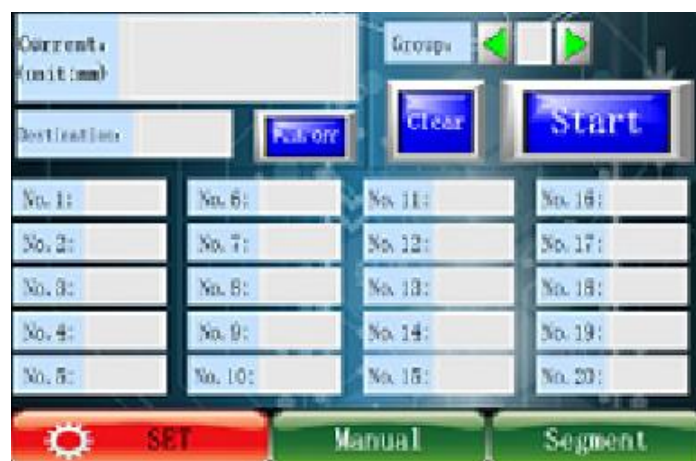 Current:
(unit:mm)
Group:
Destination:
Clear
Start
No. 1:
No. 6:
No. 11:
No. 16:
No. 2:
No. 7:
No. 12:
No. 17:
No. 3:
No. 8:
No. 13:
No. 18:
No. 4:
No. 9:
No. 14:
No. 19:
No. 5:
No. 10:
No. 15:
No. 20:
SET
Manual
Segment